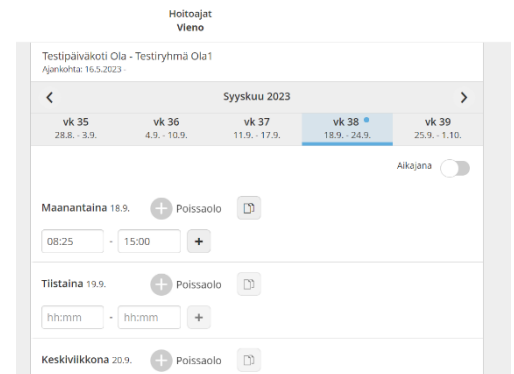 Hoitoajat
Vieno
Testipäiväkoti Ola - Testiryhmä Ola1
Ajankohta: 16.5.2023 -
Syyskuu 2023
vk 35 vk 36 vk 37 vk 38 vk 39
28.8. - 3.9. 4.9. - 10.9. 11.9. - 17.9. 18.9. - 24.9. 25.9. - 1.10.
Aikajana
Maanantaina 18.9. Poissaolo
08:25 - 15:00 +
Tiistaina 19.9. Poissaolo
hh:mm - hh:mm +
Keskiviikkona 20.9. Poissaolo